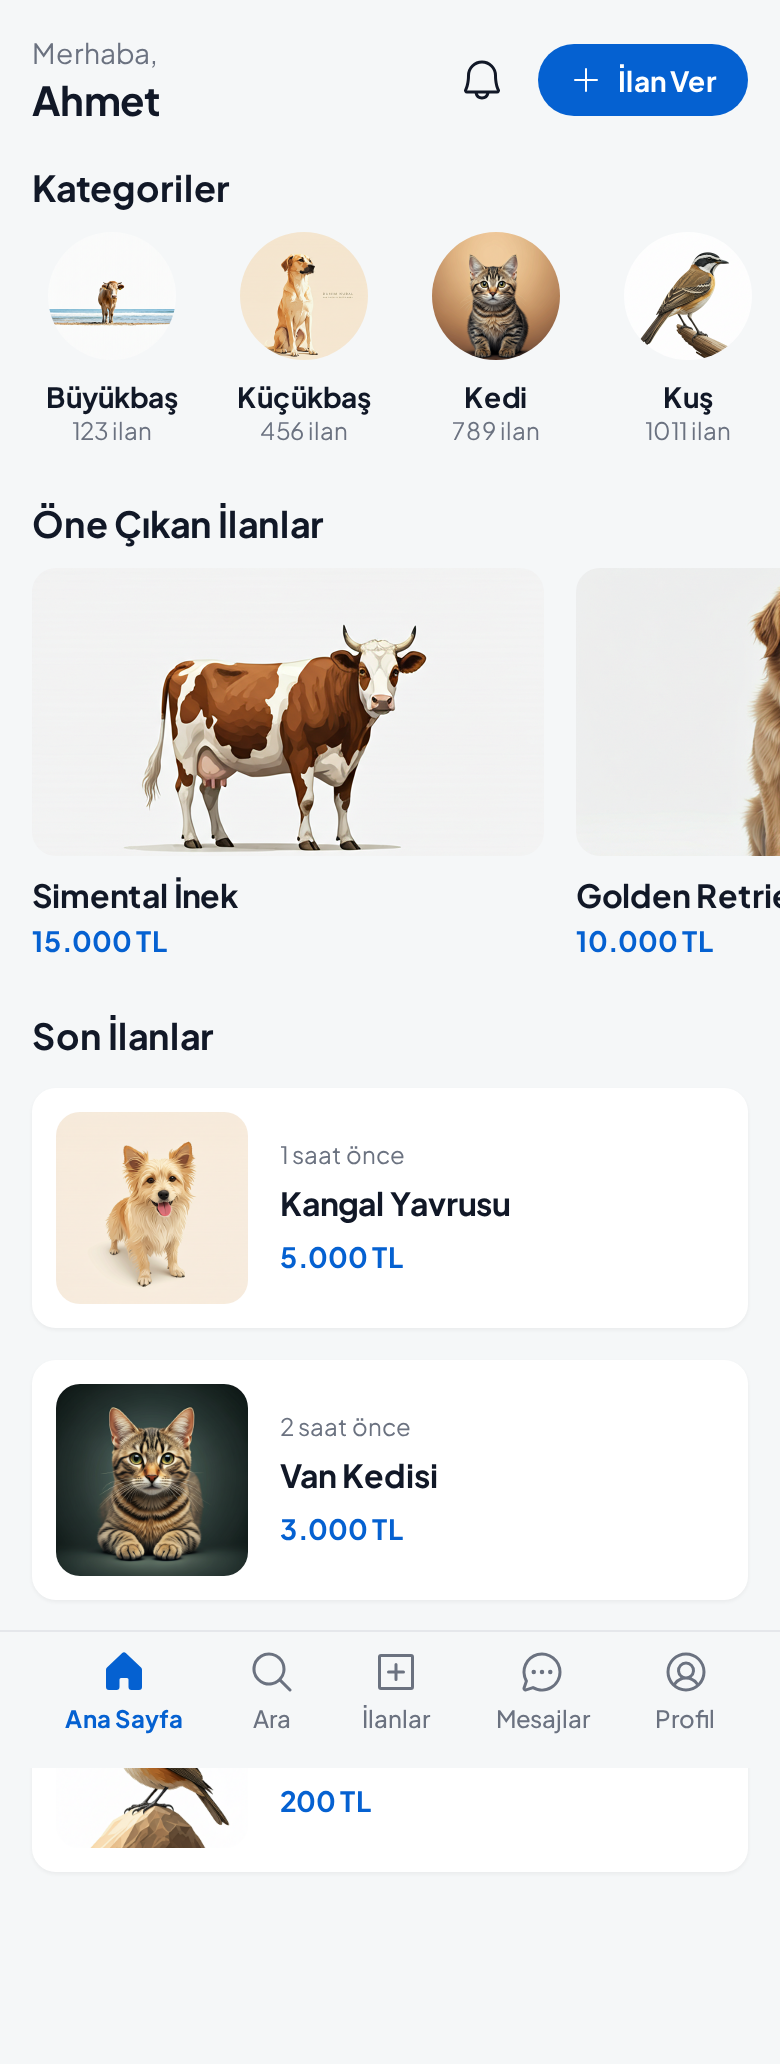 Merhaba,
Ahmet
İlan Ver
Kategoriler
Büyükbaş
123 ilan
Küçükbaş
456 ilan
Kedi
789 ilan
Kuş
1011 ilan
Öne Çıkan İlanlar
Simental İnek
15.000 TL
Golden Retrie
10.000 TL
Son İlanlar
1 saat önce
Kangal Yavrusu
5.000 TL
2 saat önce
Van Kedisi
3.000 TL
Ana Sayfa
Ara
İlanlar
Mesajlar
Profil
200 TL